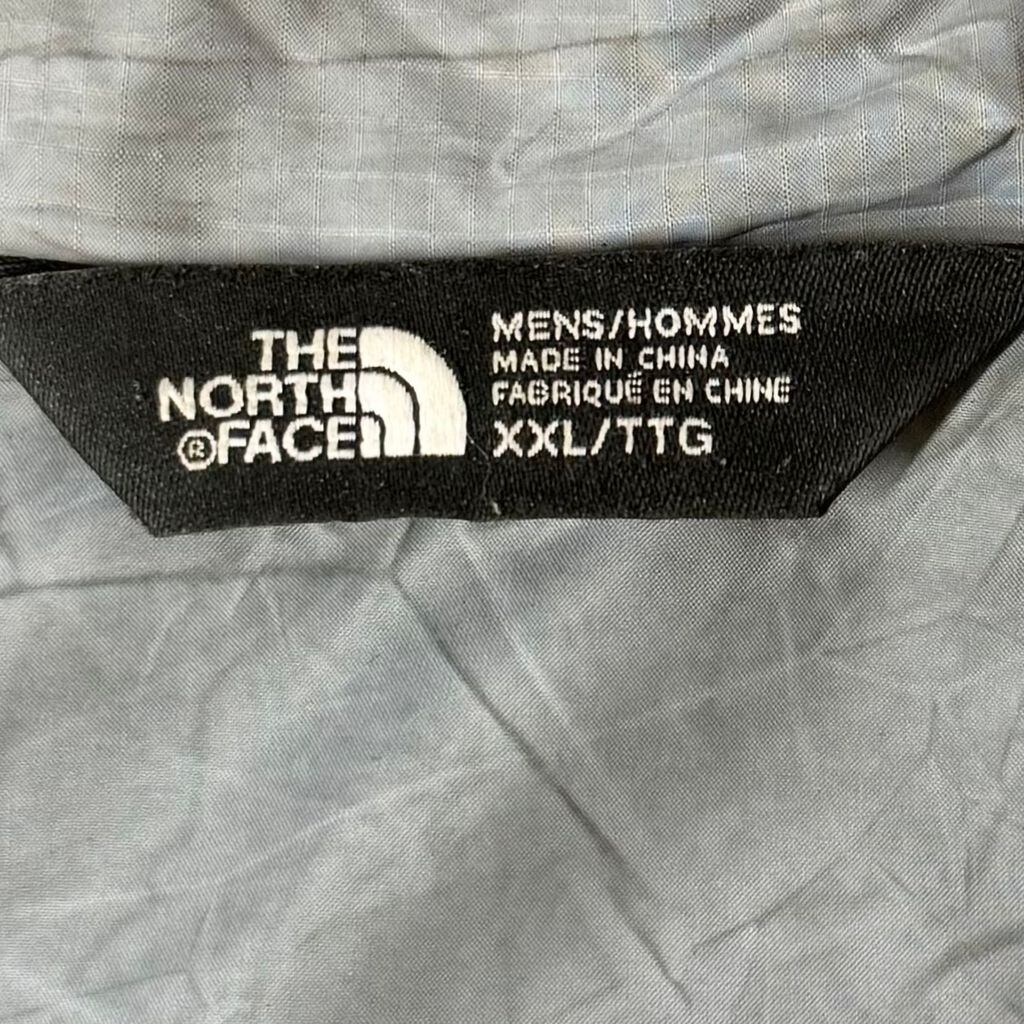 THE
NORTH
®FACE
MENS/HOMMES
MADE IN CHINA
FABRIQUÉ EN CHINE
XXL/TTG